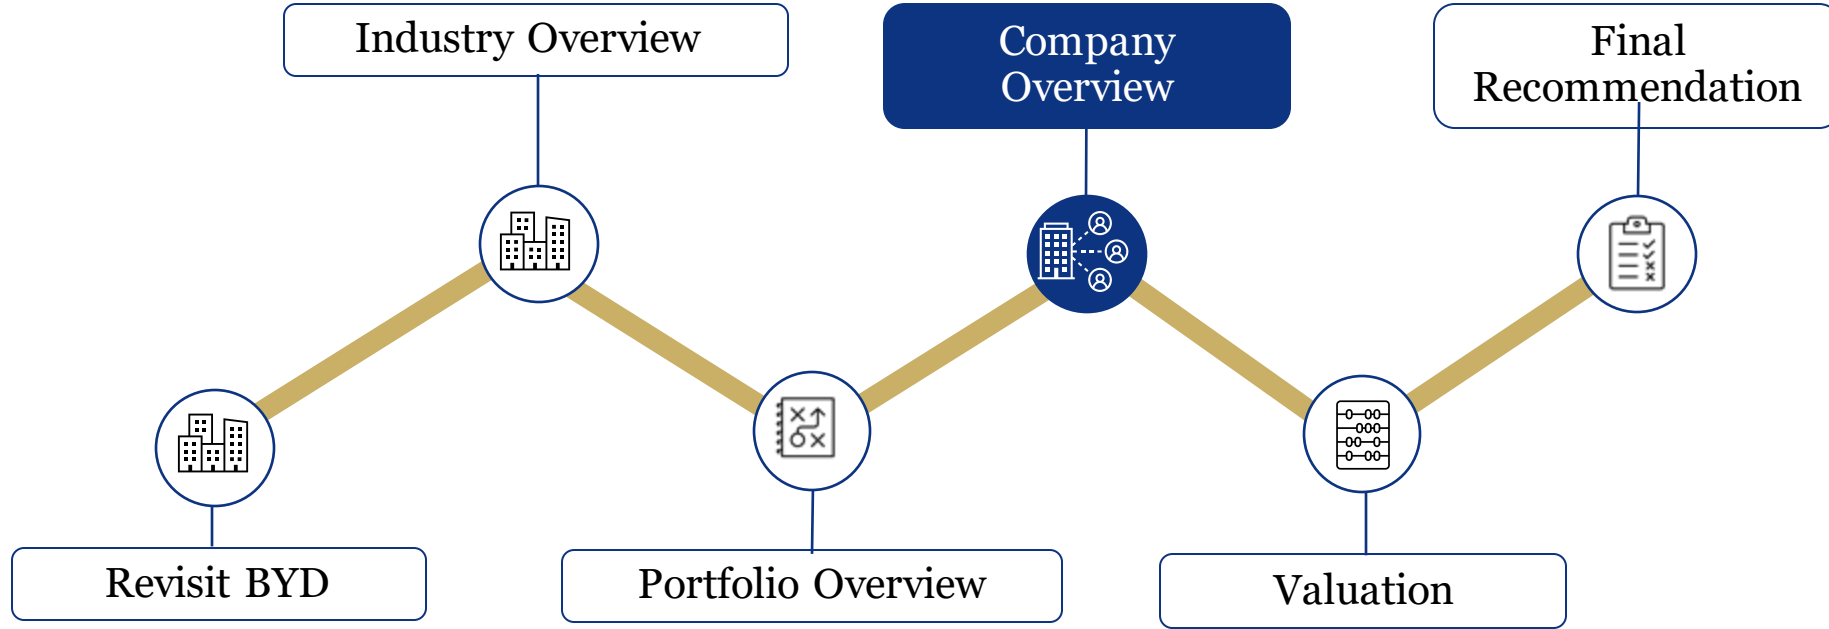 Industry Overview
Company
Overview
Final
Recommendation
Revisit BYD
Portfolio Overview
Valuation